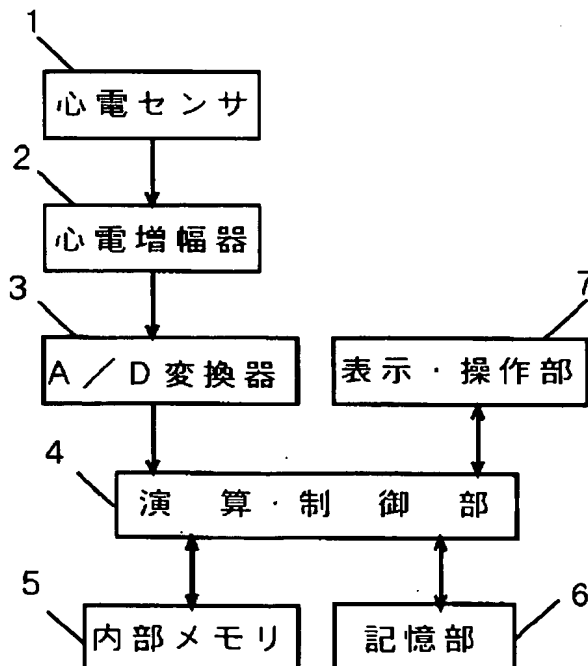 1
心電センサ
2
心電増幅器
3
A/D変換器
7
表示・操作部
4
演算・制御部
5
内部メモリ
6
記憶部